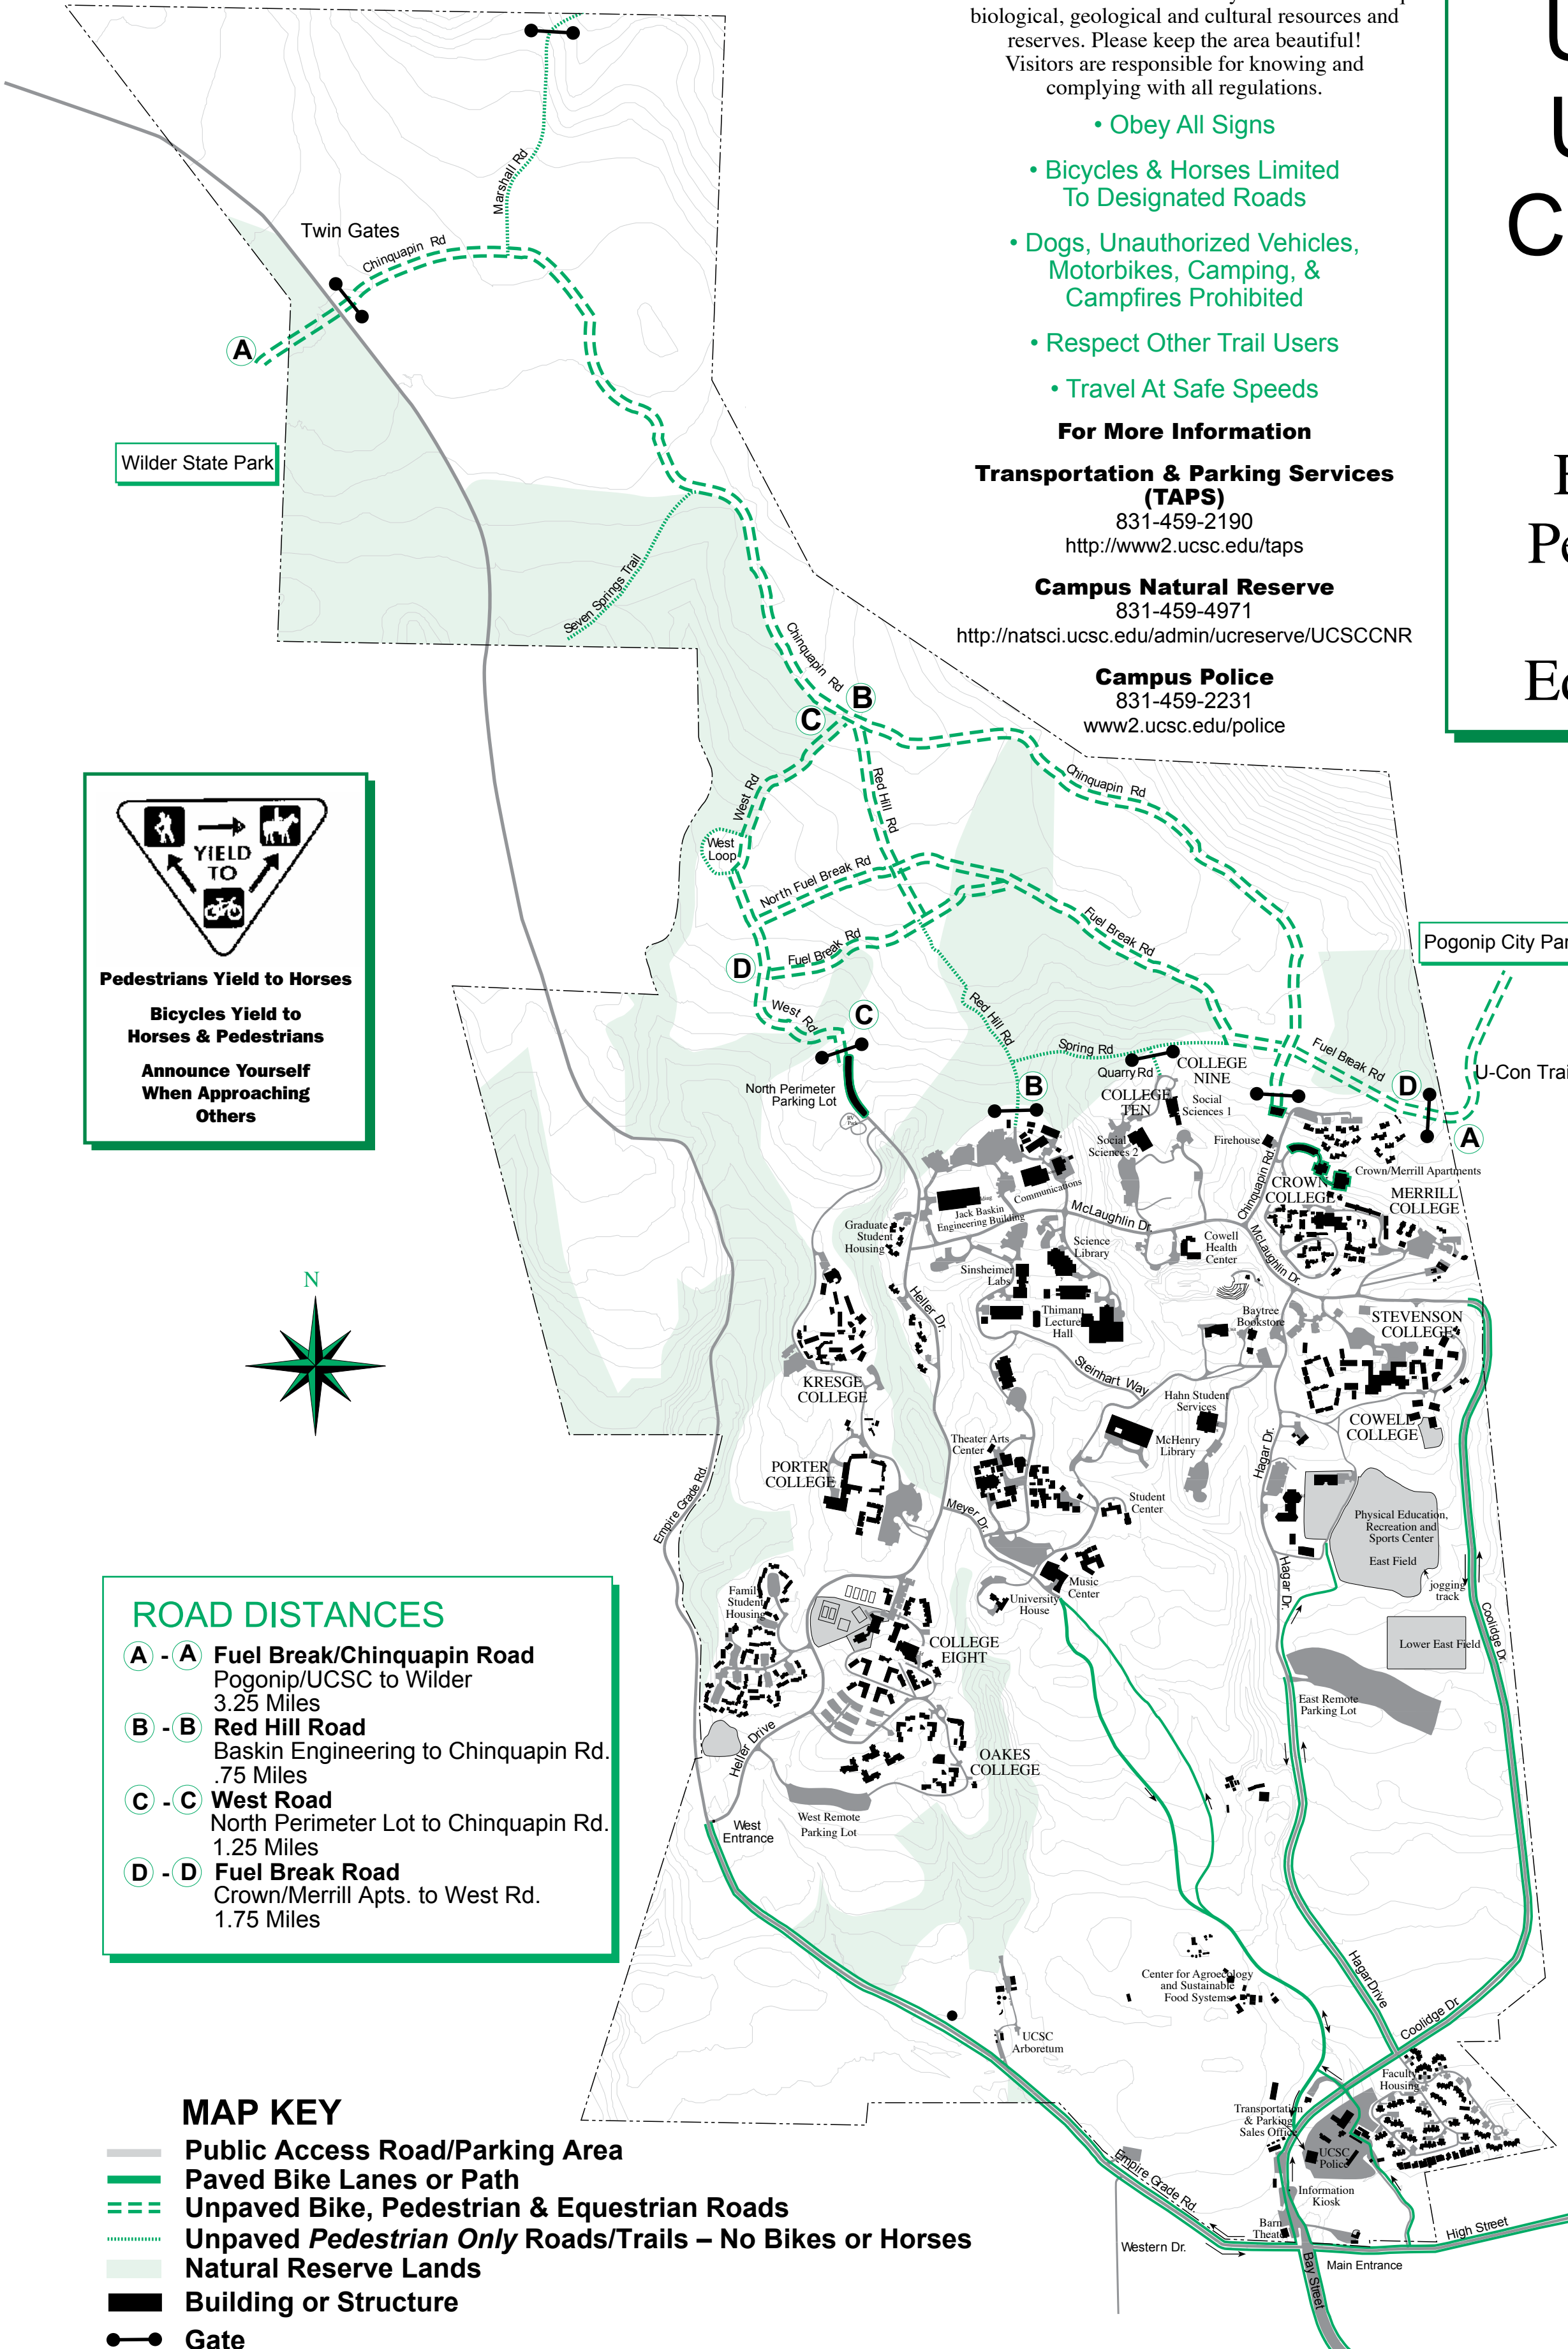 biological, geological and cultural resources and
reserves. Please keep the area beautiful!
Visitors are responsible for knowing and
complying with all regulations.
• Obey All Signs
• Bicycles & Horses Limited
To Designated Roads
• Dogs, Unauthorized Vehicles,
Motorbikes, Camping, &
Campfires Prohibited
• Respect Other Trail Users
• Travel At Safe Speeds
For More Information
Transportation & Parking Services
(TAPS)
831-459-2190
http://www2.ucsc.edu/taps
Campus Natural Reserve
831-459-4971
http://natsci.ucsc.edu/admin/ucreserve/UCSCCNR
Campus Police
831-459-2231
www2.ucsc.edu/police
U
C
Marshall Rd
Twin Gates
Chinquapin Rd
A
Wilder State Park
Seven Springs Trail
Chinquapin Rd
B
C
West Rd
Red Hill Rd
Chinquapin Rd
West
Loop
North Fuel Break Rd
Fuel Break Rd
Fuel Break Rd
D
West Rd
C
Red Hill Rd
Spring Rd
Quarry Rd
Fuel Break Rd
Pogonip City Par
U-Con Trai
D
A
B
North Perimeter
Parking Lot
RV
Park
COLLEGE
NINE
COLLEGE
TEN
Social
Sciences 1
Social
Sciences 2
Firehouse
Chinquapin Rd.
Crown/Merrill Apartments
CROWN
COLLEGE
MERRILL
COLLEGE
Communications
Jack Baskin
Engineering Building
McLaughlin Dr.
Graduate
Student
Housing
Science
Library
Cowell
Health
Center
McLaughlin Dr.
Sinsheimer
Labs
Heller Dr.
Thimann
Lecture
Hall
Baytree
Bookstore
STEVENSON
COLLEGE
Steinhart Way
KRESGE
COLLEGE
Hahn Student
Services
COWELL
COLLEGE
Theater Arts
Center
McHenry
Library
Hagar Dr.
PORTER
COLLEGE
Empire Grade Rd.
Meyer Dr.
Student
Center
Physical Education,
Recreation and
Sports Center
East Field
jogging
track
Hagar Dr.
Music
Center
University
House
Family
Student
Housing
COLLEGE
EIGHT
Lower East Field
Coolidge Dr.
East Remote
Parking Lot
Heller Drive
OAKES
COLLEGE
West Remote
Parking Lot
West
Entrance
Center for Agroecology
and Sustainable
Food Systems
Hagar Drive
Coolidge Dr
UCSC
Arboretum
Faculty
Housing
Transportation
& Parking
Sales Office
UCSC
Police
Empire Grade Rd.
Information
Kiosk
Barn
Theater
High Street
Western Dr.
Main Entrance
Bay Street
YIELD
TO
Pedestrians Yield to Horses
Bicycles Yield to
Horses & Pedestrians
Announce Yourself
When Approaching
Others
N
ROAD DISTANCES
A - A Fuel Break/Chinquapin Road
Pogonip/UCSC to Wilder
3.25 Miles
B - B Red Hill Road
Baskin Engineering to Chinquapin Rd.
.75 Miles
C - C West Road
North Perimeter Lot to Chinquapin Rd.
1.25 Miles
D - D Fuel Break Road
Crown/Merrill Apts. to West Rd.
1.75 Miles
MAP KEY
Public Access Road/Parking Area
Paved Bike Lanes or Path
Unpaved Bike, Pedestrian & Equestrian Roads
Unpaved Pedestrian Only Roads/Trails – No Bikes or Horses
Natural Reserve Lands
Building or Structure
Gate